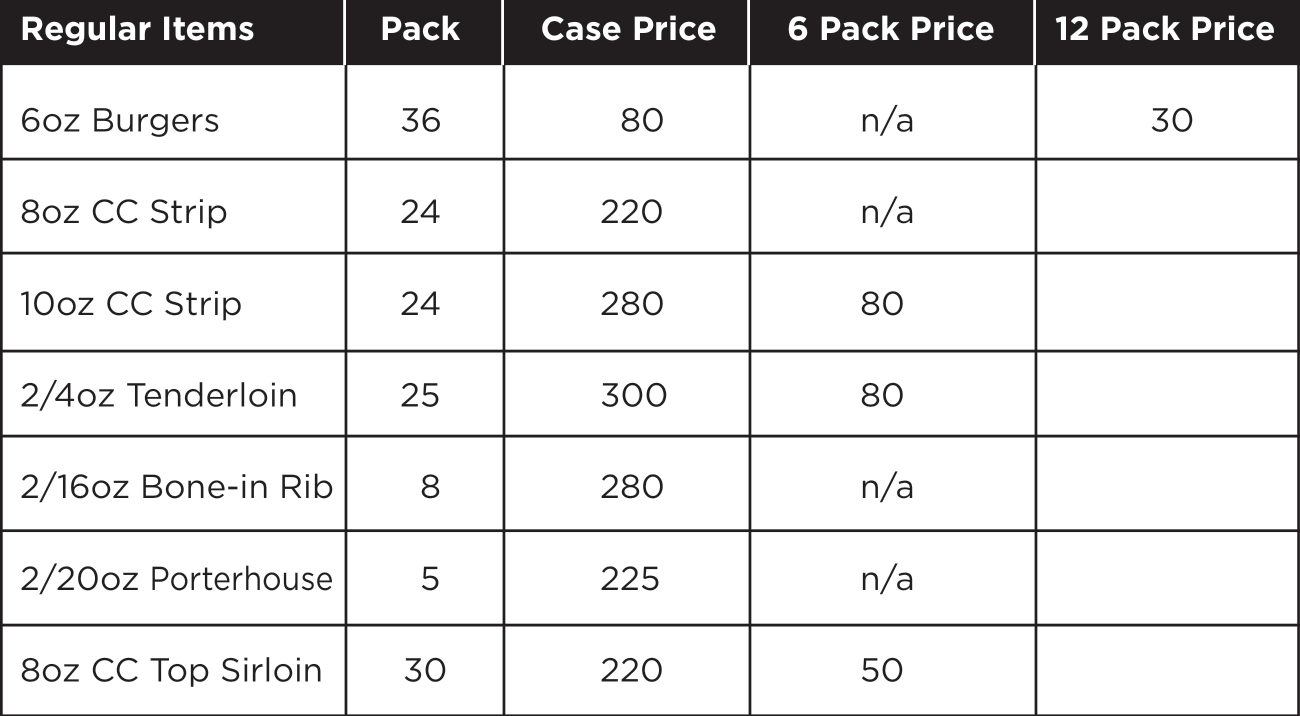 Regular Items Pack Case Price 6 Pack Price 12 Pack Price
6oz Burgers 36 80 n/a 30
8oz CC Strip 24 220 n/a
10oz CC Strip 24 280 80
2/4oz Tenderloin 25 300 80
2/16oz Bone-in Rib 8 280 n/a
2/20oz Porterhouse 5 225 n/a
8oz CC Top Sirloin 30 220 50